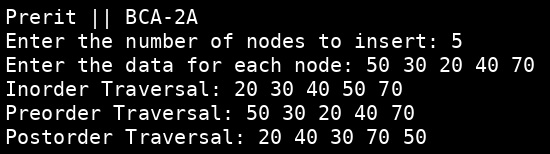 Prerit || BCA-2A
Enter the number of nodes to insert: 5
Enter the data for each node: 50 30 20 40 70
Inorder Traversal: 20 30 40 50 70
Preorder Traversal: 50 30 20 40 70
Postorder Traversal: 20 40 30 70 50